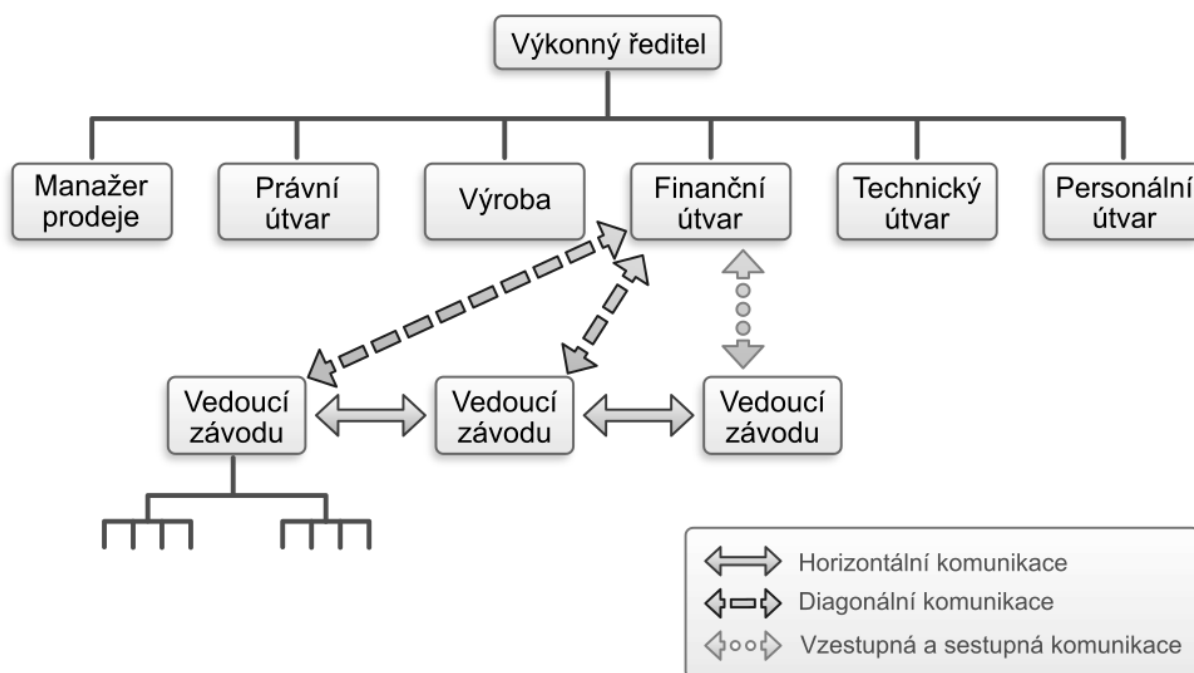 Výkonný ředitel
Manažer
prodeje
Právní
útvar
Výroba
Finanční
útvar
Technický
útvar
Personální
útvar
Vedoucí
závodu
Vedoucí
závodu
Vedoucí
závodu
Horizontální komunikace
Diagonální komunikace
Vzestupná a sestupná komunikace